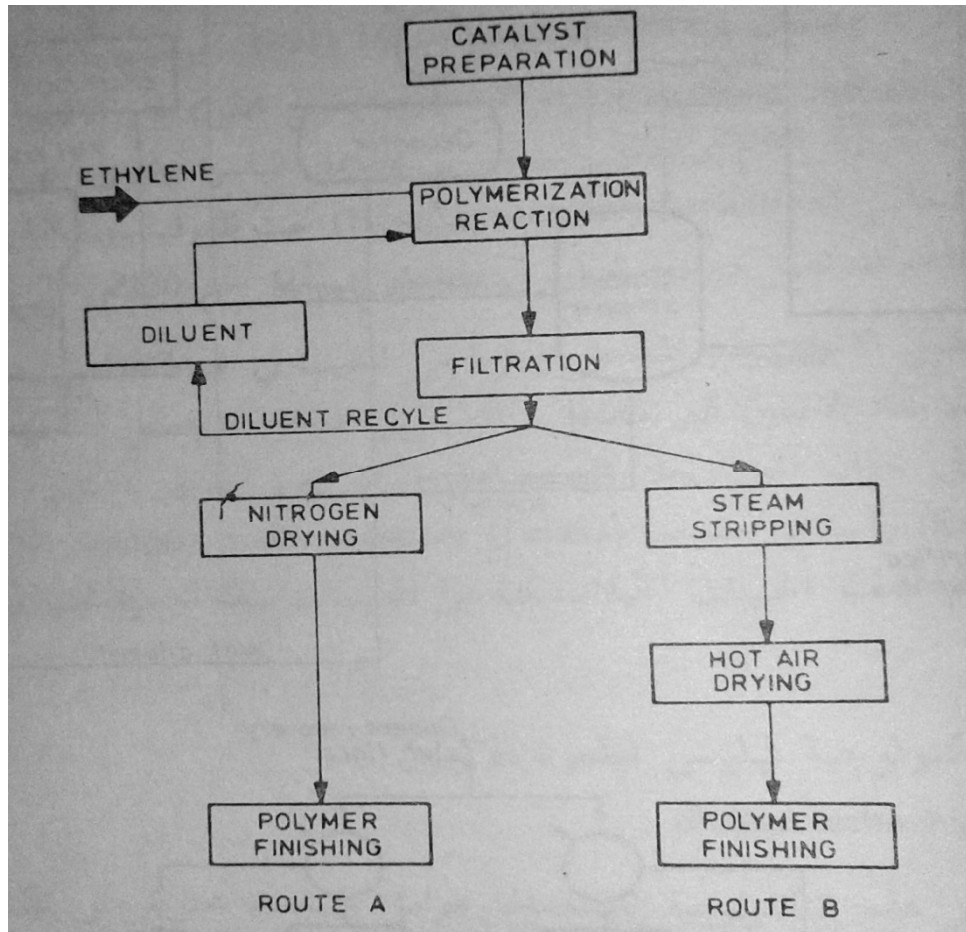 CATALYST
PREPARATION
ETHYLENE
POLYMERIZATION
REACTION
DILUENT
FILTRATION
DILUENT RECYLE
NITROGEN
DRYING
STEAM
STRIPPING
HOT AIR
DRYING
POLYMER
FINISHING
POLYMER
FINISHING
ROUTE A
ROUTE B